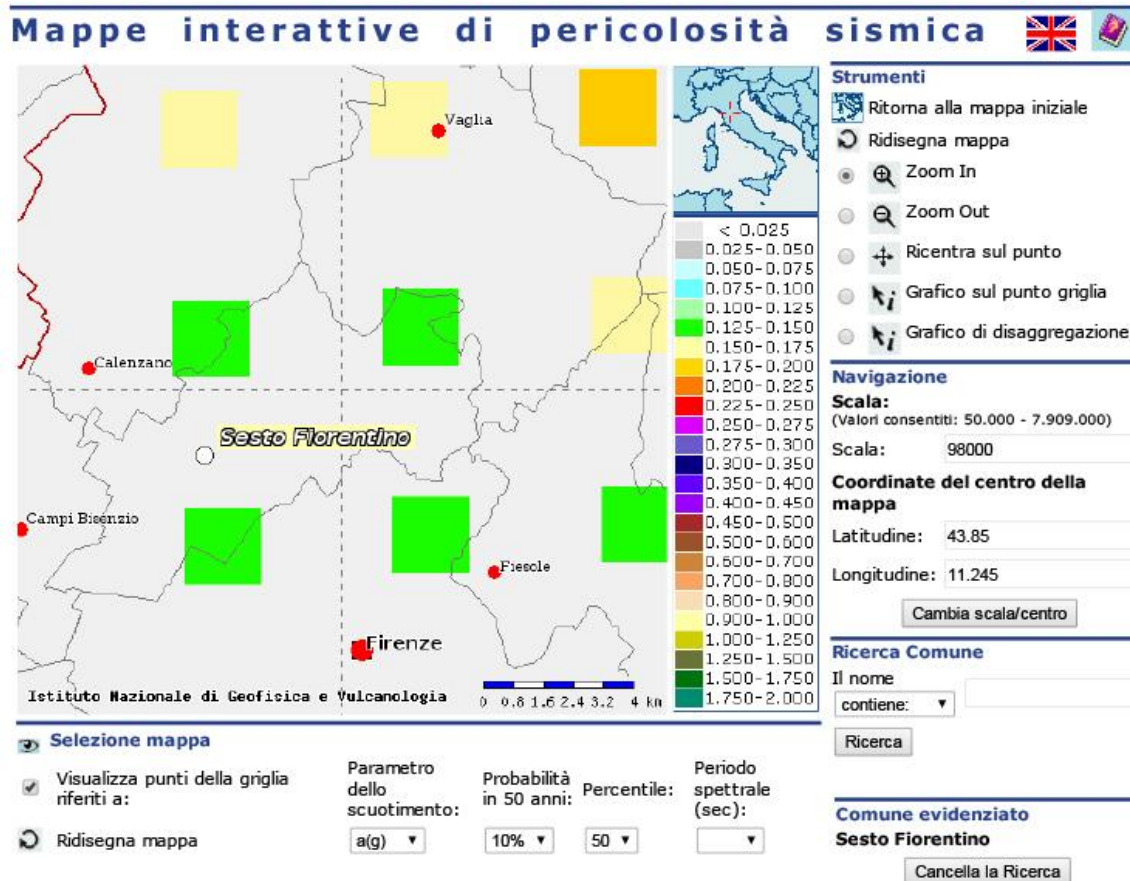 Mappe interattive di pericolosità sismica
Vaglia
Calenzano
Sesto Fiorentino
Campi Bisenzio
Fiesole
Firenze
Istituto Nazionale di Geofisica e Vulcanologia
0 0.8 1.6 2.4 3.2 4 km
< 0.025
0.025-0.050
0.050-0.075
0.075-0.100
0.100-0.125
0.125-0.150
0.150-0.175
0.175-0.200
0.200-0.225
0.225-0.250
0.250-0.275
0.275-0.300
0.300-0.350
0.350-0.400
0.400-0.450
0.450-0.500
0.500-0.600
0.600-0.700
0.700-0.800
0.800-0.900
0.900-1.000
1.000-1.250
1.250-1.500
1.500-1.750
1.750-2.000
Strumenti
Ritorna alla mappa iniziale
Ridisegna mappa
Zoom In
Zoom Out
Ricentra sul punto
Grafico sul punto griglia
Grafico di disaggregazione
Navigazione
Scala:
(Valori consentiti: 50.000 - 7.909.000)
Scala: 98000
Coordinate del centro della
mappa
Latitudine: 43.85
Longitudine: 11.245
Cambia scala/centro
Ricerca Comune
Il nome
contiene:
Ricerca
Comune evidenziato
Sesto Fiorentino
Cancella la Ricerca
Selezione mappa
Visualizza punti della griglia
riferiti a:
Ridisegna mappa
Parametro
dello
scuotimento:
a(g)
Probabilità
in 50 anni:
10%
Percentile:
50
Periodo
spettrale
(sec):